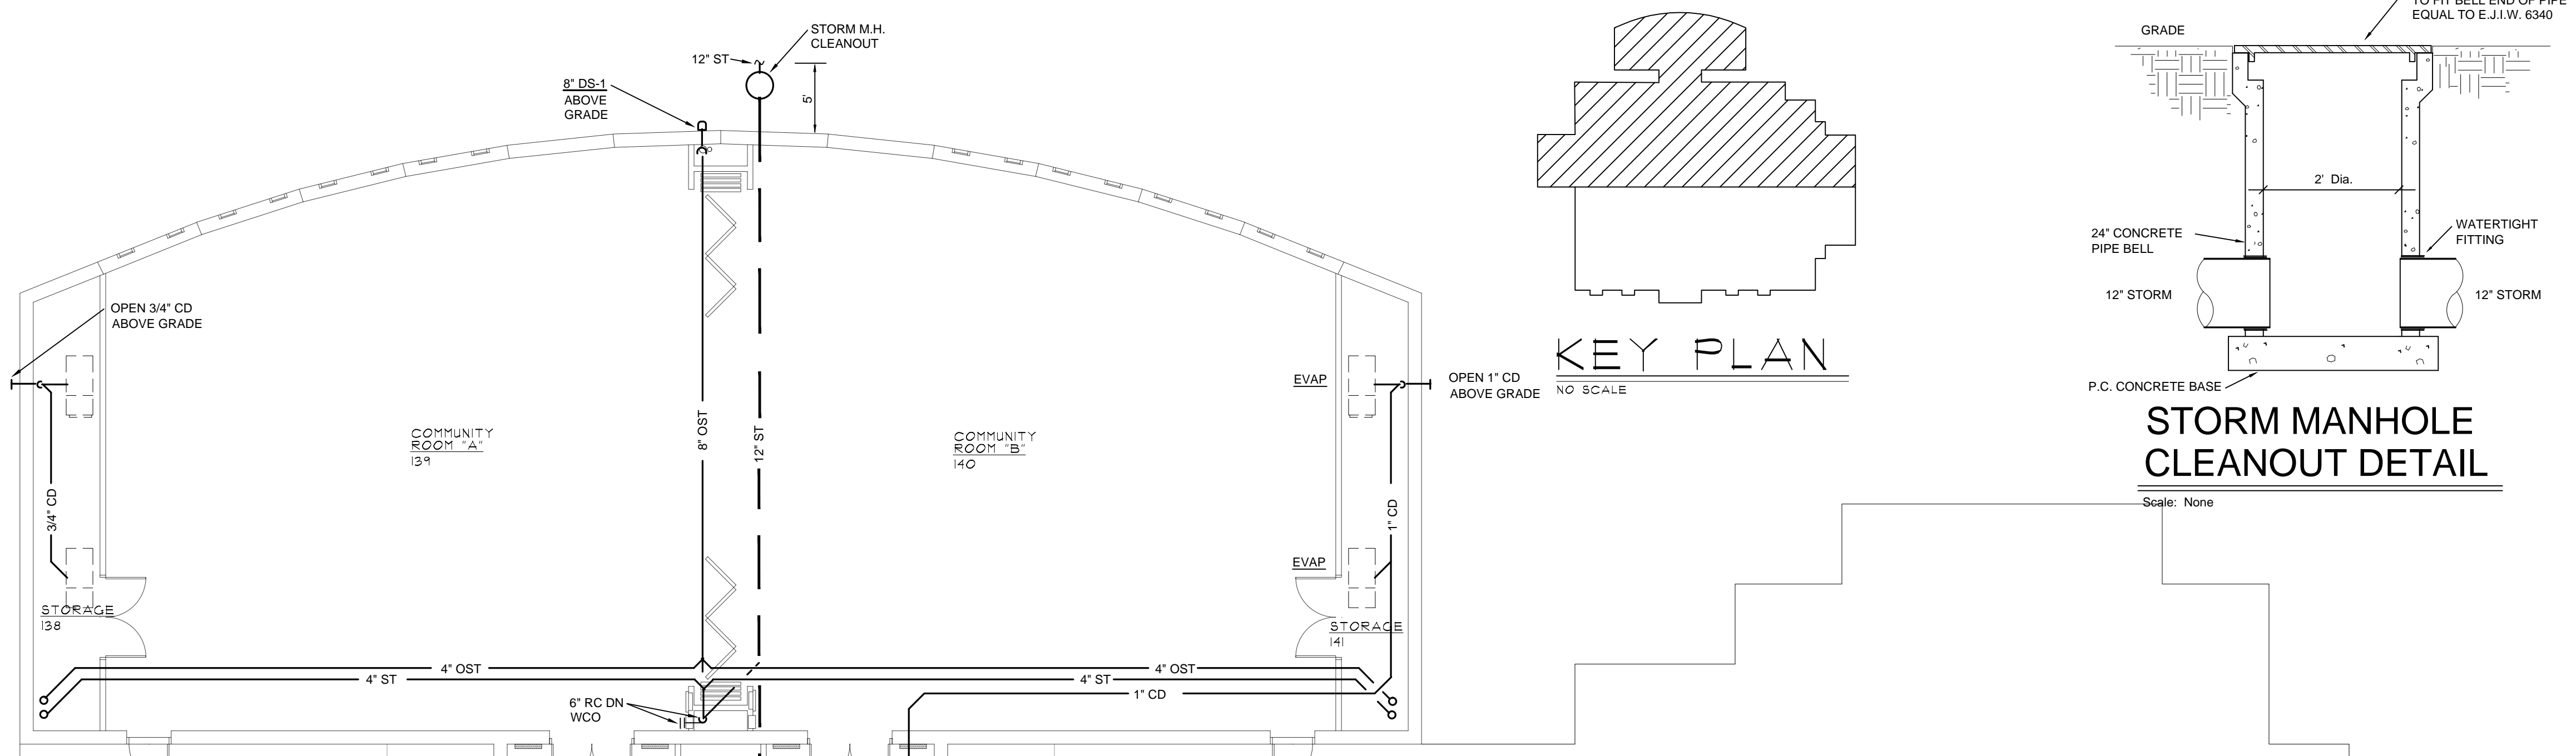 STORM M.H.
CLEANOUT
12" ST
8" DS-1
ABOVE
GRADE
5'
OPEN 3/4" CD
ABOVE GRADE
COMMUNITY
ROOM "A"
139
8" OST
12" ST
COMMUNITY
ROOM "B"
140
EVAP
OPEN 1" CD
ABOVE GRADE
3/4" CD
1" CD
EVAP
STORAGE
138
STORAGE
141
4" OST
4" OST
4" ST
4" ST
1" CD
6" RC DN
WCO
KEY PLAN
NO SCALE
TO FIT BELL END OF PIPE
EQUAL TO E.J.I.W. 6340
GRADE
2' Dia.
24" CONCRETE
PIPE BELL
WATERTIGHT
FITTING
12" STORM
12" STORM
P.C. CONCRETE BASE
STORM MANHOLE
CLEANOUT DETAIL
Scale: None